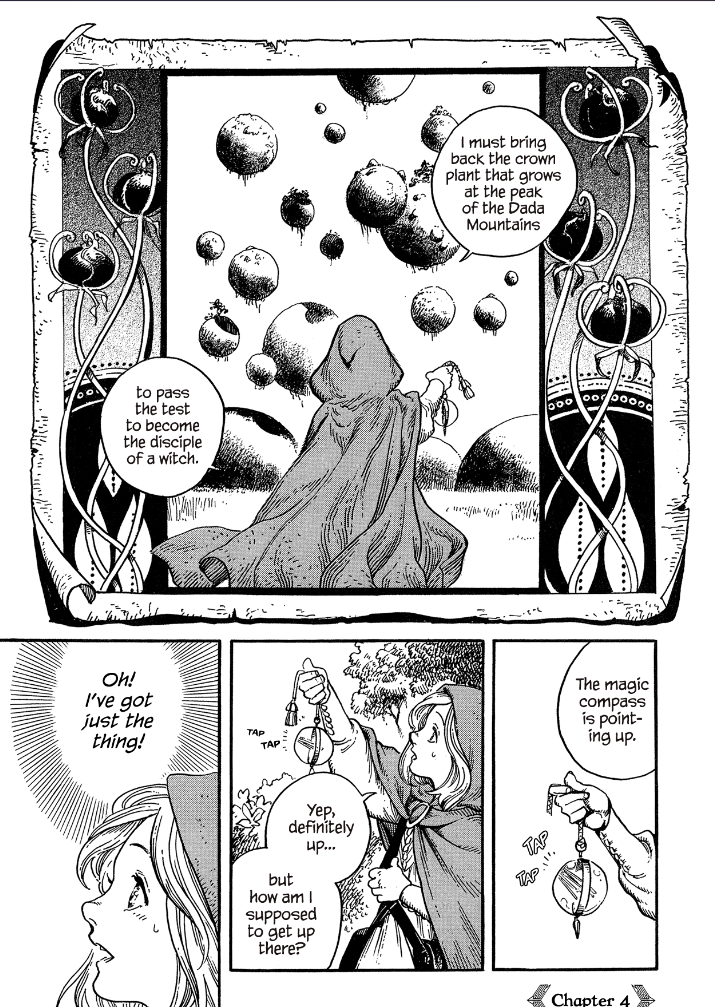 I must bring
back the crown
plant that grows
at the peak
of the Dada
Mountains
to pass
the test
to become
the disciple
of a witch.
The magic
compass
is point-
ing up.
TAP
TAP
TAP
TAP
Yep,
definitely
up...
but
how am I
supposed
to get up
there?
Oh!
I've got
just the
thing!
Chapter 4